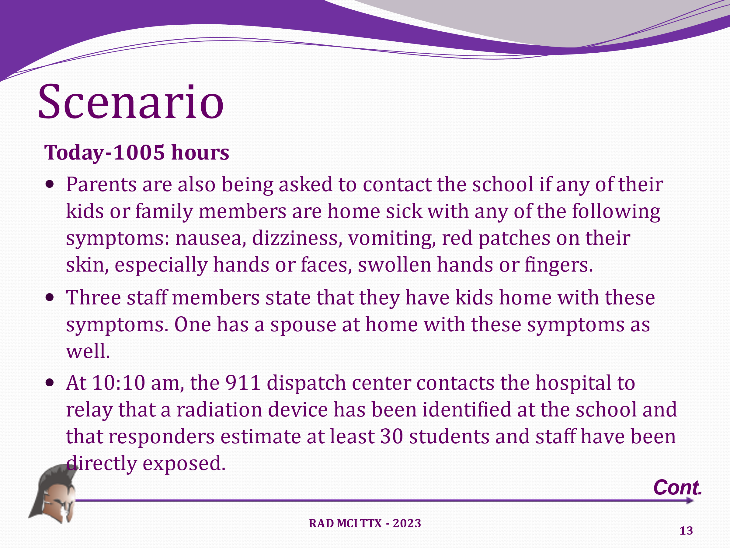 Scenario
Today-1005 hours
• Parents are also being asked to contact the school if any of their
kids or family members are home sick with any of the following
symptoms: nausea, dizziness, vomiting, red patches on their
skin, especially hands or faces, swollen hands or fingers.
• Three staff members state that they have kids home with these
symptoms. One has a spouse at home with these symptoms as
well.
• At 10:10 am, the 911 dispatch center contacts the hospital to
relay that a radiation device has been identified at the school and
that responders estimate at least 30 students and staff have been
directly exposed.
Cont.
RAD MCI TTX - 2023
13